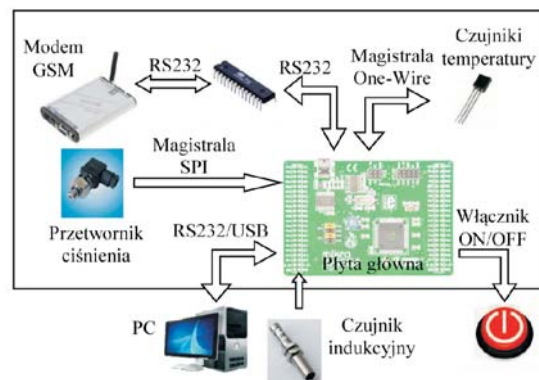 Modem
GSM
RS232
RS232
Magistrala
One-Wire
Czujniki
temperatury
Magistrala
SPI
Przetwornik
ciśnienia
RS232/USB
Płyta główna
Włącznik
ON/OFF
PC
Czujnik
indukcyjny